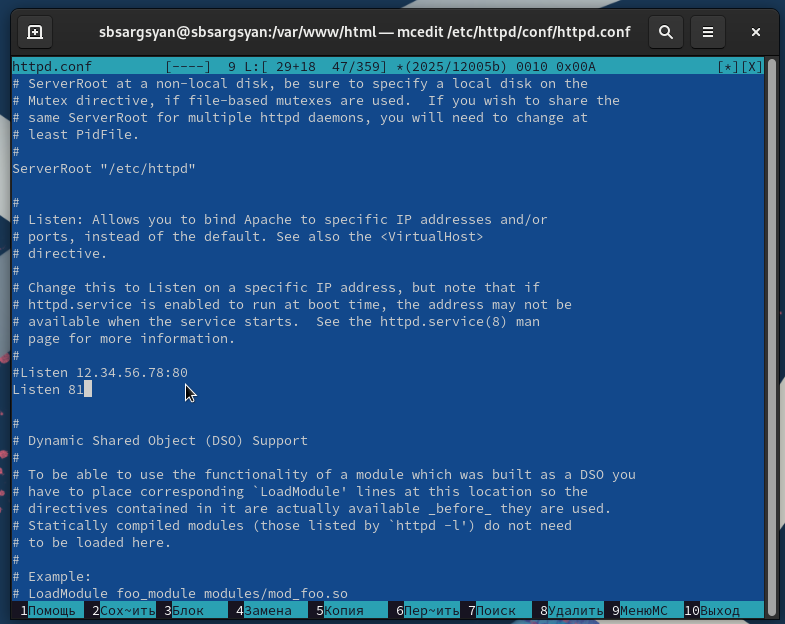 sbsargsyan@sbsargsyan:/var/www/html — mcedit /etc/httpd/conf/httpd.conf
httpd.conf [----] 9 L:[ 29+18 47/359] *(2025/12005b) 0010 0x00A [*][X]
# ServerRoot at a non-local disk, be sure to specify a local disk on the
# Mutex directive, if file-based mutexes are used.  If you wish to share the
# same ServerRoot for multiple httpd daemons, you will need to change at
# least PidFile.
#
ServerRoot "/etc/httpd"
#
# Listen: Allows you to bind Apache to specific IP addresses and/or
# ports, instead of the default. See also the <VirtualHost>
# directive.
#
# Change this to Listen on a specific IP address, but note that if
# httpd.service is enabled to run at boot time, the address may not be
# available when the service starts.  See the httpd.service(8) man
# page for more information.
#
#Listen 12.34.56.78:80
Listen 81
#
# Dynamic Shared Object (DSO) Support
#
# To be able to use the functionality of a module which was built as a DSO you
# have to place corresponding `LoadModule' lines at this location so the
# directives contained in it are actually available _before_ they are used.
# Statically compiled modules (those listed by `httpd -l') do not need
# to be loaded here.
#
# Example:
# LoadModule foo_module modules/mod_foo.so
1Помощь 2Сох~ить 3Блок 4Замена 5Копия 6Пер~ить 7Поиск 8Удалить 9МенюМС 10Выход